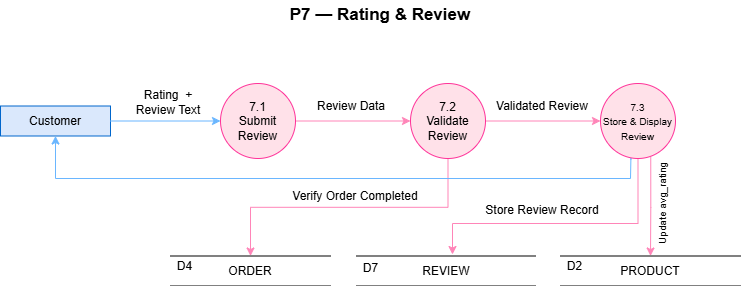 P7 — Rating & Review
Rating +
Review Text
Customer
7.1
Submit
Review
Review Data
7.2
Validate
Review
Validated Review
7.3
Store & Display
Review
Verify Order Completed
Store Review Record
Update avg_rating
D4
ORDER
D7
REVIEW
D2
PRODUCT